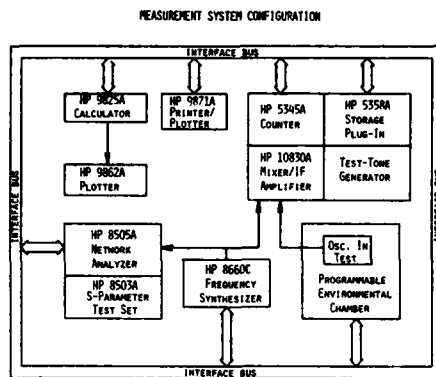 MEASUREMENT SYSTEM CONFIGURATION
INTERFACE BUS
HP 9825A
CALCULATOR
HP 9871A
PRINTER/
PLOTTER
HP 5345A
COUNTER
HP 535RA
STORAGE
PLUG-IN
HP 9862A
PLOTTER
HP 10830A
MIXER/IF
AMPLIFIER
TEST-TONE
GENERATOR
INTERFACE BUS
HP 8505A
NETWORK
ANALYZER
HP 8503A
S-PARAMETER
TEST SET
HP 8660C
FREQUENCY
SYNTHESIZER
OSC. IN
TEST
PROGRAMMABLE
ENVIRONMENTAL
CHAMBER
INTERFACE BUS